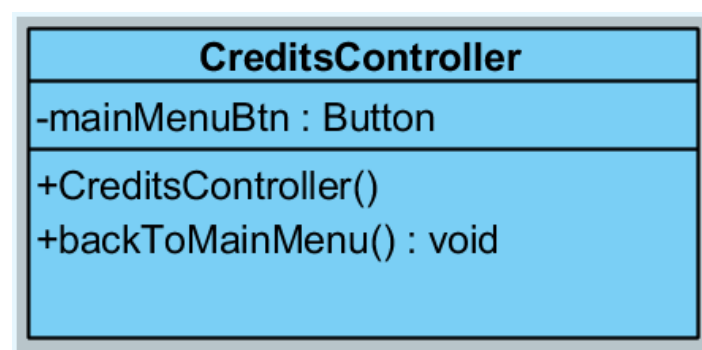 CreditsController
-mainMenuBtn : Button
+CreditsController()
+backToMainMenu() : void